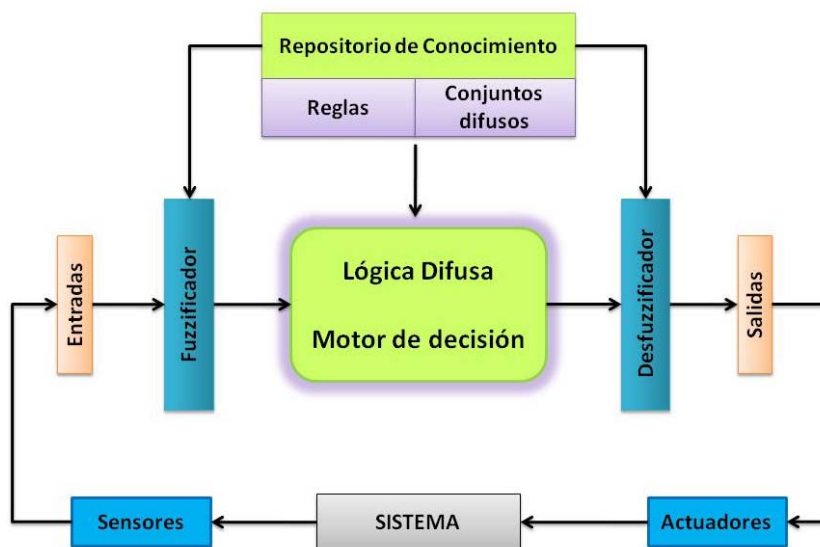 Repositorio de Conocimiento
Reglas
Conjuntos
difusos
Entradas
Fuzzificador
Lógica Difusa
Motor de decisión
Desfuzzificador
Salidas
Sensores
SISTEMA
Actuadores